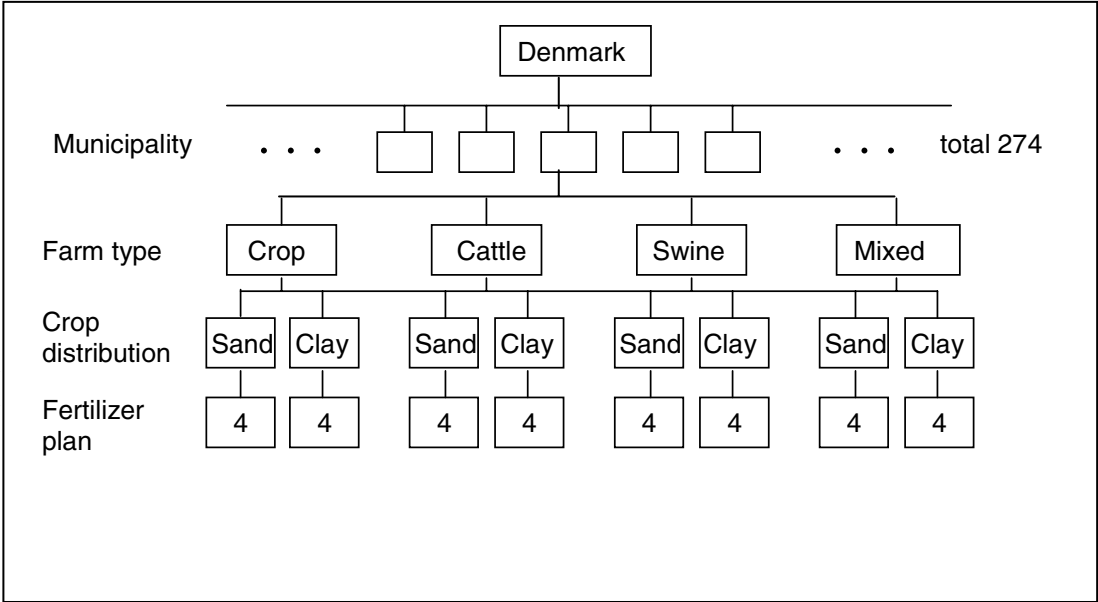 Denmark
Municipality . . . . . . total 274
Farm type Crop Cattle Swine Mixed
Crop
distribution Sand Clay Sand Clay Sand Clay Sand Clay
Fertilizer
plan 4 4 4 4 4 4 4 4